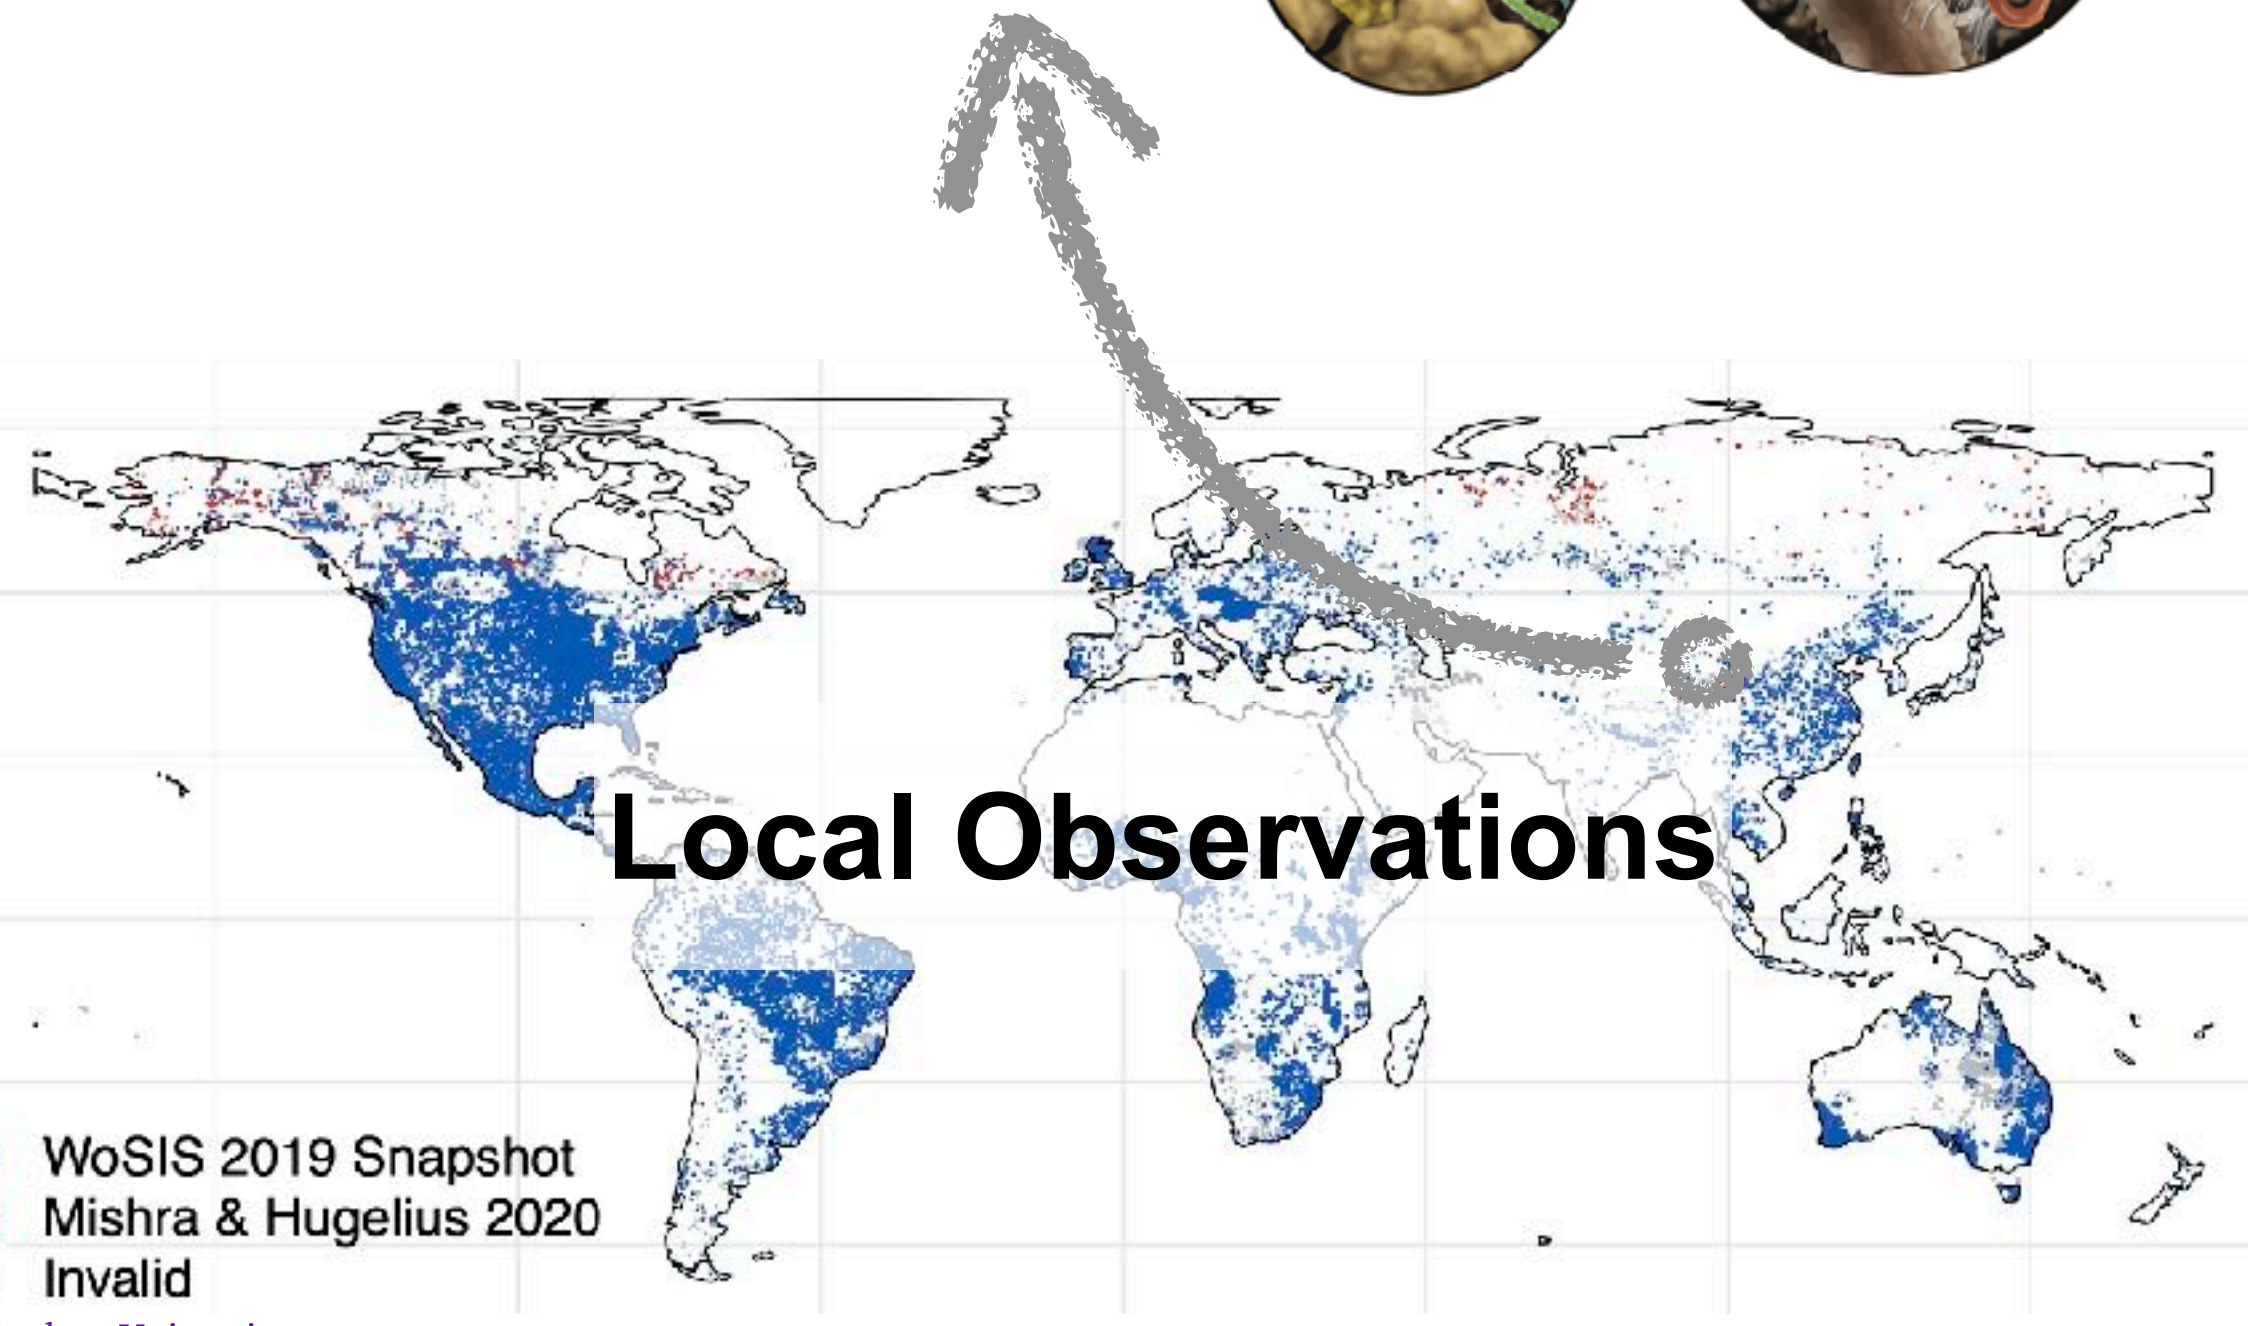 Local Observations
WoSIS 2019 Snapshot
Mishra & Hugelius 2020
Invalid